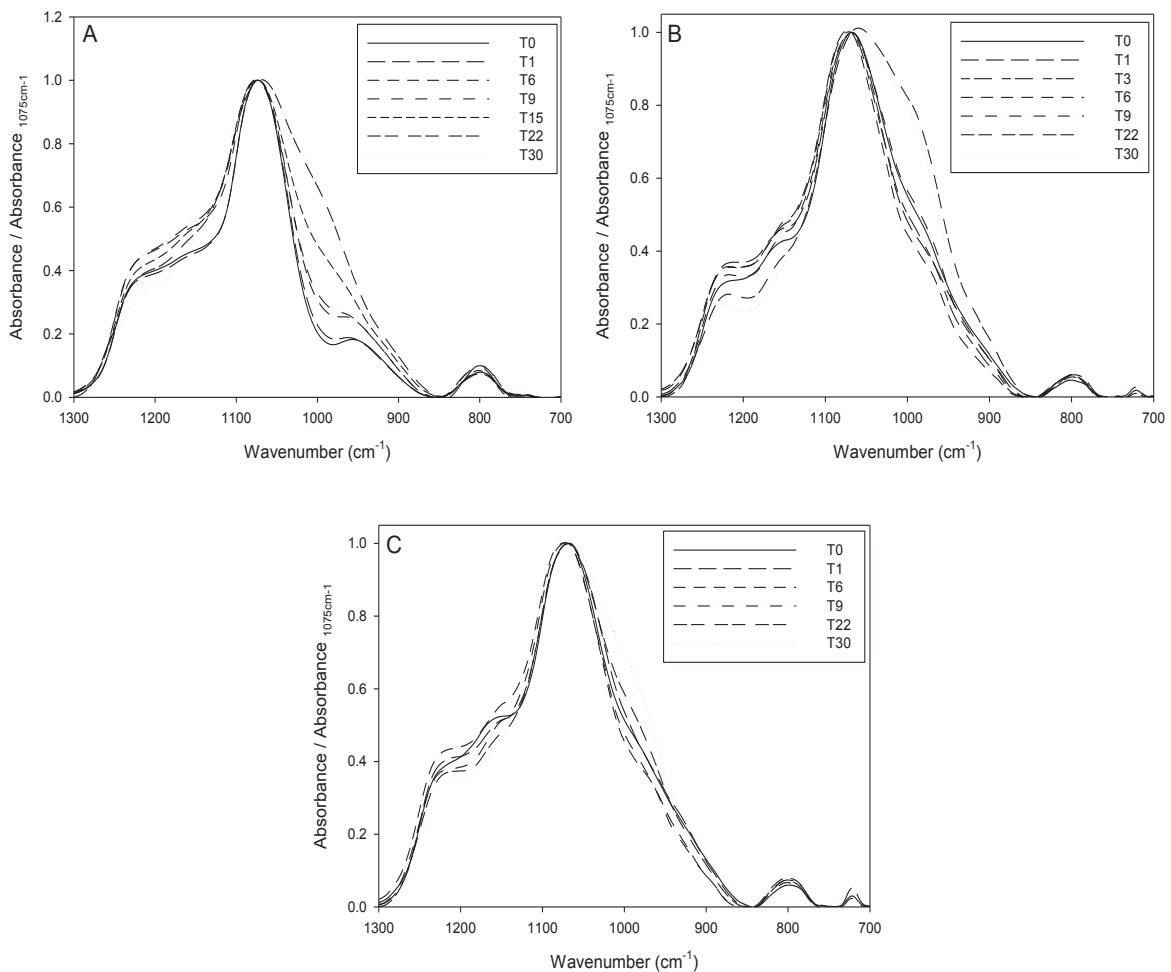 A
Absorbance / Absorbance 1075cm-1
1.2
1.0
0.8
0.6
0.4
0.2
0.0
T0
T1
T6
T9
T15
T22
T30
1300 1200 1100 1000 900 800 700
Wavenumber (cm-1)
B
Absorbance / Absorbance 1075cm-1
1.0
0.8
0.6
0.4
0.2
0.0
T0
T1
T3
T6
T9
T22
T30
1300 1200 1100 1000 900 800 700
Wavenumber (cm-1)
C
Absorbance / Absorbance 1075cm-1
1.0
0.8
0.6
0.4
0.2
0.0
T0
T1
T6
T9
T22
T30
1300 1200 1100 1000 900 800 700
Wavenumber (cm-1)